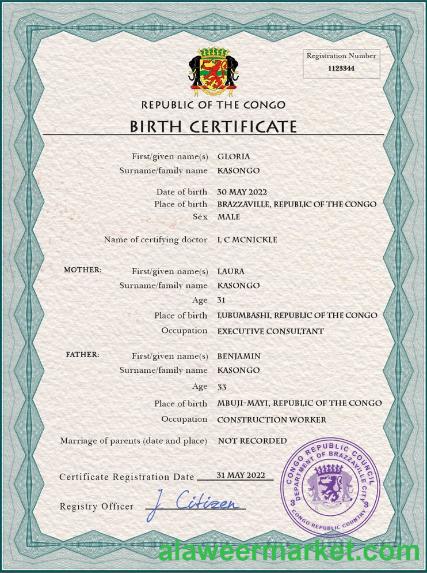 Registration Number
1123344
REPUBLIC OF THE CONGO
BIRTH CERTIFICATE
First/given name(s) GLORIA
Surname/family name KASONGO
Date of birth 30 MAY 2022
Place of birth BRAZZAVILLE, REPUBLIC OF THE CONGO
Sex MALE
Name of certifying doctor L C MCNICKLE
MOTHER: First/given name(s) LAURA
Surname/family name KASONGO
Age 31
Place of birth LUBUMBASHI, REPUBLIC OF THE CONGO
Occupation EXECUTIVE CONSULTANT
FATHER: First/given name(s) BENJAMIN
Surname/family name KASONGO
Age 33
Place of birth MBUJI-MAYI, REPUBLIC OF THE CONGO
Occupation CONSTRUCTION WORKER
Marriage of parents (date and place) NOT RECORDED
Certificate Registration Date 31 MAY 2022
Registry Officer J Citizen
CONGO REPUBLIC COUNCIL
DEPARTMENT OF BRAZZAVILLE CITY
CONGO REPUBLIC COUNTRY
alaweermarket.com